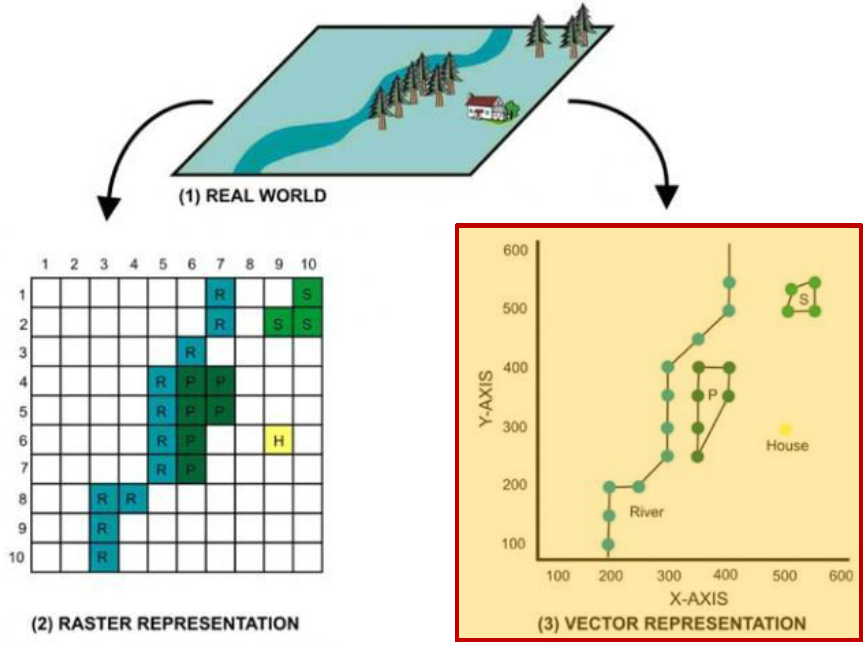 (1) REAL WORLD
1 2 3 4 5 6 7 8 9 10
1 R S
2 R S S
3 R
4 R P P
5 R P P
6 R P H
7 R P
8 R R
9 R
10 R
(2) RASTER REPRESENTATION
600
500
400
300
200
100
Y-AXIS
S
P
House
River
100 200 300 400 500 600
X-AXIS
(3) VECTOR REPRESENTATION